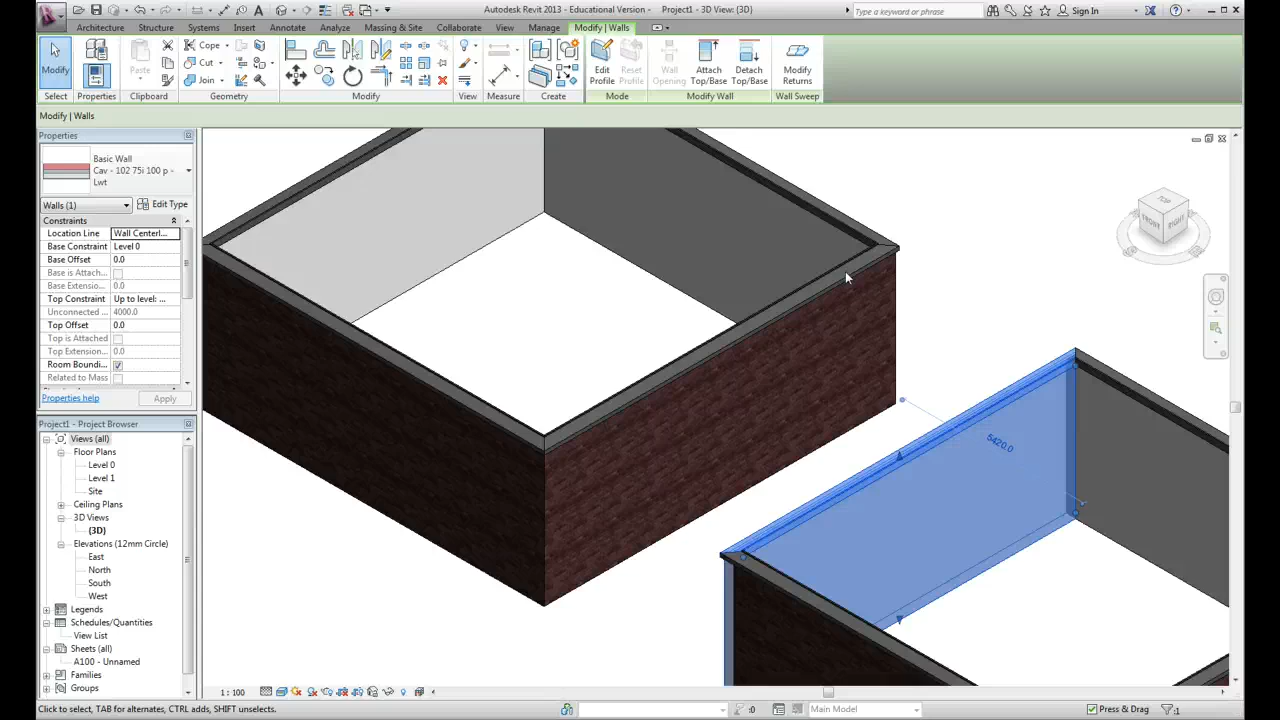 Autodesk Revit 2013 - Educational Version - Project1 - 3D View: {3D}
Type a keyword or phrase
Sign In
Architecture Structure Systems Insert Annotate Analyze Massing & Site Collaborate View Manage Modify | Walls
Modify
Paste
Cope
Cut
Join
Edit Profile
Reset Profile
Wall Opening
Attach Top/Base
Detach Top/Base
Modify Returns
Select Properties Clipboard Geometry Modify View Measure Create Mode Modify Wall Wall Sweep
Modify | Walls
Properties
Basic Wall
Cav - 102 75i 100 p -
Lwt
Walls (1) Edit Type
Constraints
Location Line Wall Centerl...
Base Constraint Level 0
Base Offset 0.0
Base is Attach...
Base Extensio... 0.0
Top Constraint Up to level: ...
Unconnected ... 4000.0
Top Offset 0.0
Top is Attached
Top Extension... 0.0
Room Boundi...
Related to Mass
Properties help Apply
Project1 - Project Browser
Views (all)
Floor Plans
Level 0
Level 1
Site
Ceiling Plans
3D Views
{3D}
Elevations (12mm Circle)
East
North
South
West
Legends
Schedules/Quantities
View List
Sheets (all)
A100 - Unnamed
Families
Groups
TOP
FRONT
RIGHT
5420.0
1 : 100
Click to select, TAB for alternates, CTRL adds, SHIFT unselects.
:0
Main Model
Press & Drag
:1